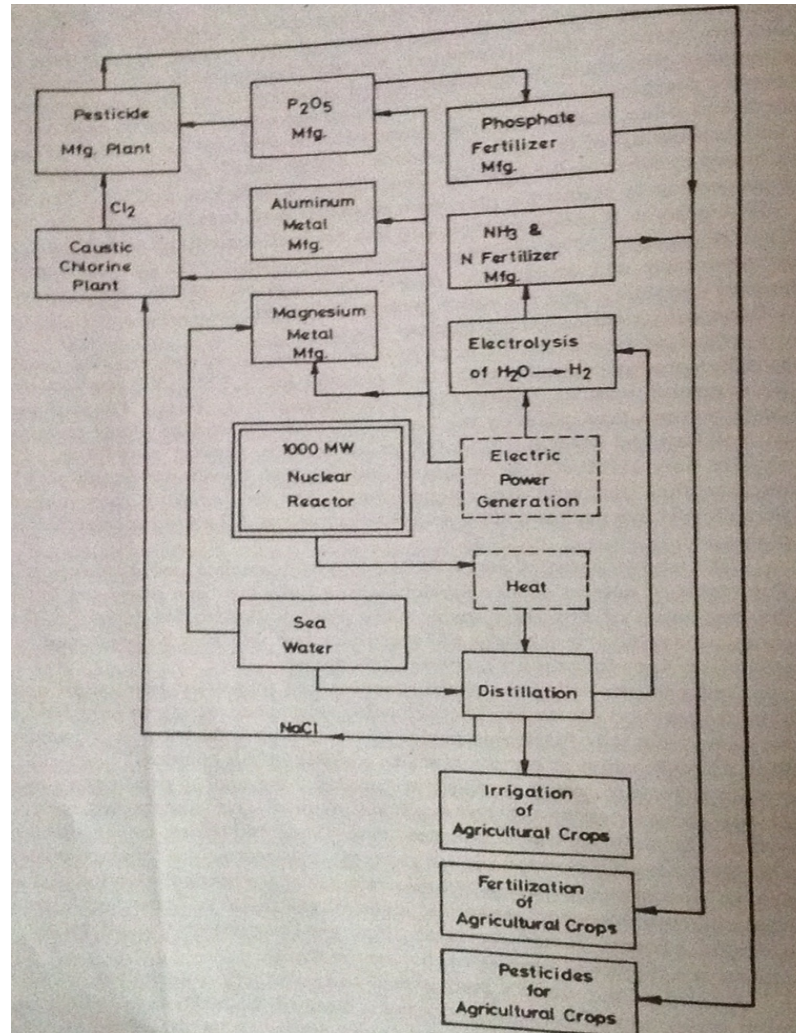 Pesticide
Mfg. Plant
P₂O₅
Mfg.
Phosphate
Fertilizer
Mfg.
Cl₂
Aluminum
Metal
Mfg.
NH₃ &
N Fertilizer
Mfg.
Caustic
Chlorine
Plant
Magnesium
Metal
Mfg.
Electrolysis
of H₂O → H₂
1000 MW
Nuclear
Reactor
Electric
Power
Generation
Heat
Sea
Water
Distillation
NaCl
Irrigation
of
Agricultural Crops
Fertilization
of
Agricultural Crops
Pesticides
for
Agricultural Crops